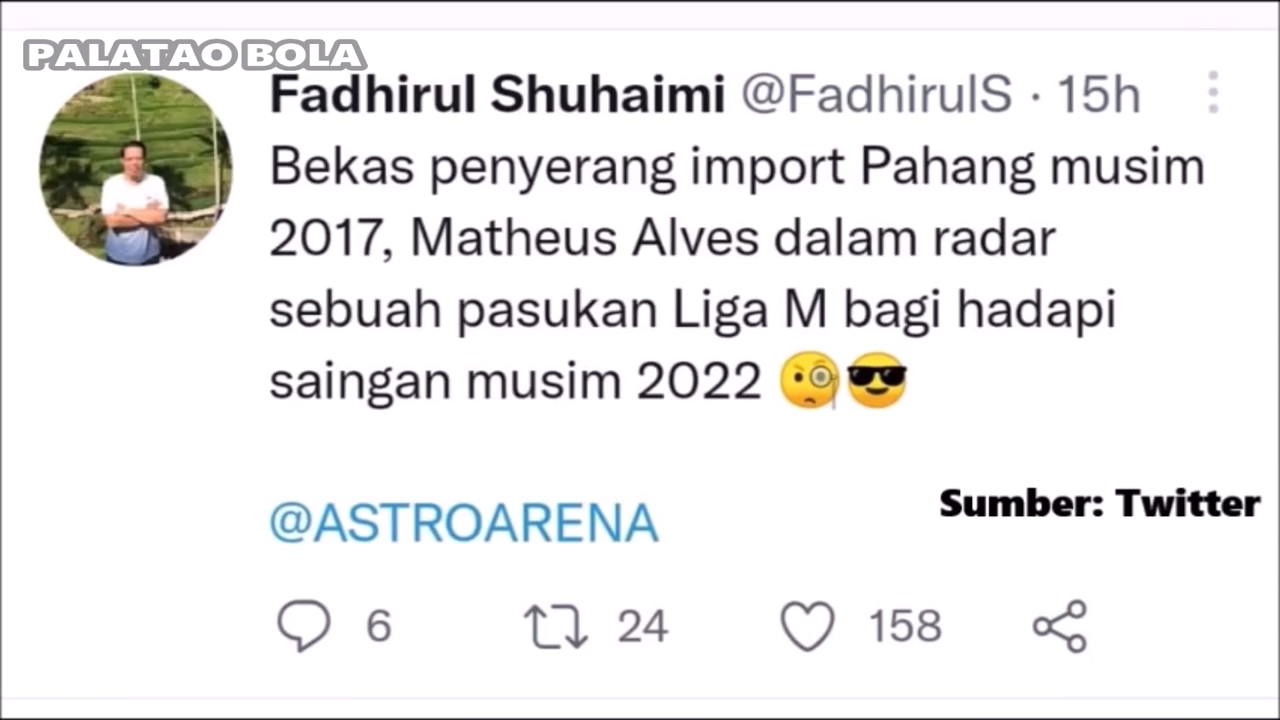 PALATAO BOLA
Fadhirul Shuhaimi @FadhirulS · 15h
Bekas penyerang import Pahang musim
2017, Matheus Alves dalam radar
sebuah pasukan Liga M bagi hadapi
saingan musim 2022 🧐😎
@ASTROARENA
Sumber: Twitter
6 24 158